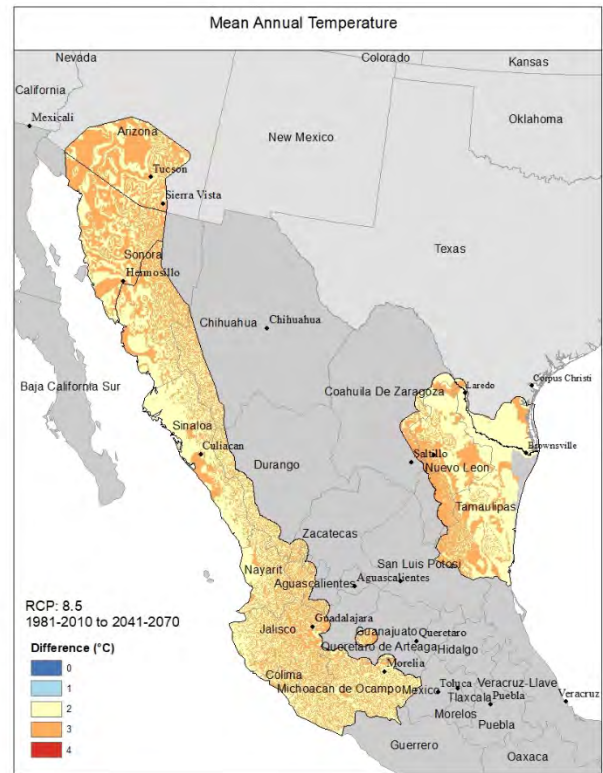 Mean Annual Temperature
Nevada
Colorado
Kansas
California
Mexicali
Arizona
Oklahoma
New Mexico
Tucson
Sierra Vista
Texas
Sonora
Hermosillo
Chihuahua
Chihuahua
Baja California Sur
Coahuila De Zaragoza
Laredo
Corpus Christi
Sinaloa
Culiacan
Durango
Saltillo
Nuevo Leon
Brownsville
Tamaulipas
Zacatecas
San Luis Potosi
Nayarit
Aguascalientes
Aguascalientes
RCP: 8.5
1981-2010 to 2041-2070
Guadalajara
Jalisco
Guanajuato
Queretaro
Queretaro de Arteaga
Hidalgo
Difference (°C)
0
1
2
3
4
Morelia
Colima
Michoacan de Ocampo
Mexico
Toluca
Veracruz-Llave
Tlaxcala
Puebla
Veracruz
Morelos
Puebla
Guerrero
Oaxaca